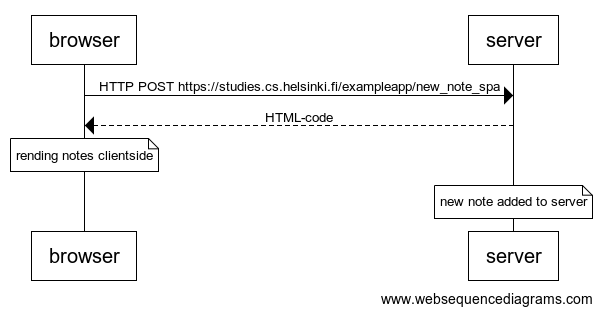 browser
server
HTTP POST https://studies.cs.helsinki.fi/exampleapp/new_note_spa
HTML-code
rending notes clientside
new note added to server
browser
server
www.websequencediagrams.com